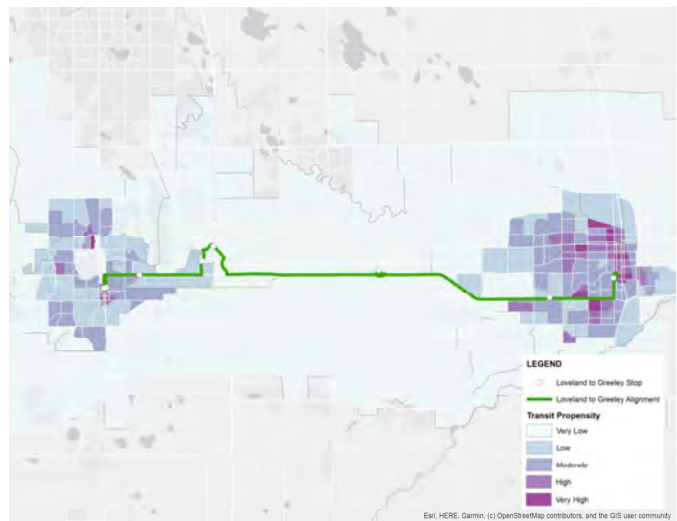 LEGEND
Loveland to Greeley Stop
Loveland to Greeley Alignment
Transit Propensity
Very Low
Low
Moderate
High
Very High
Esri, HERE, Garmin, (c) OpenStreetMap contributors, and the GIS user community